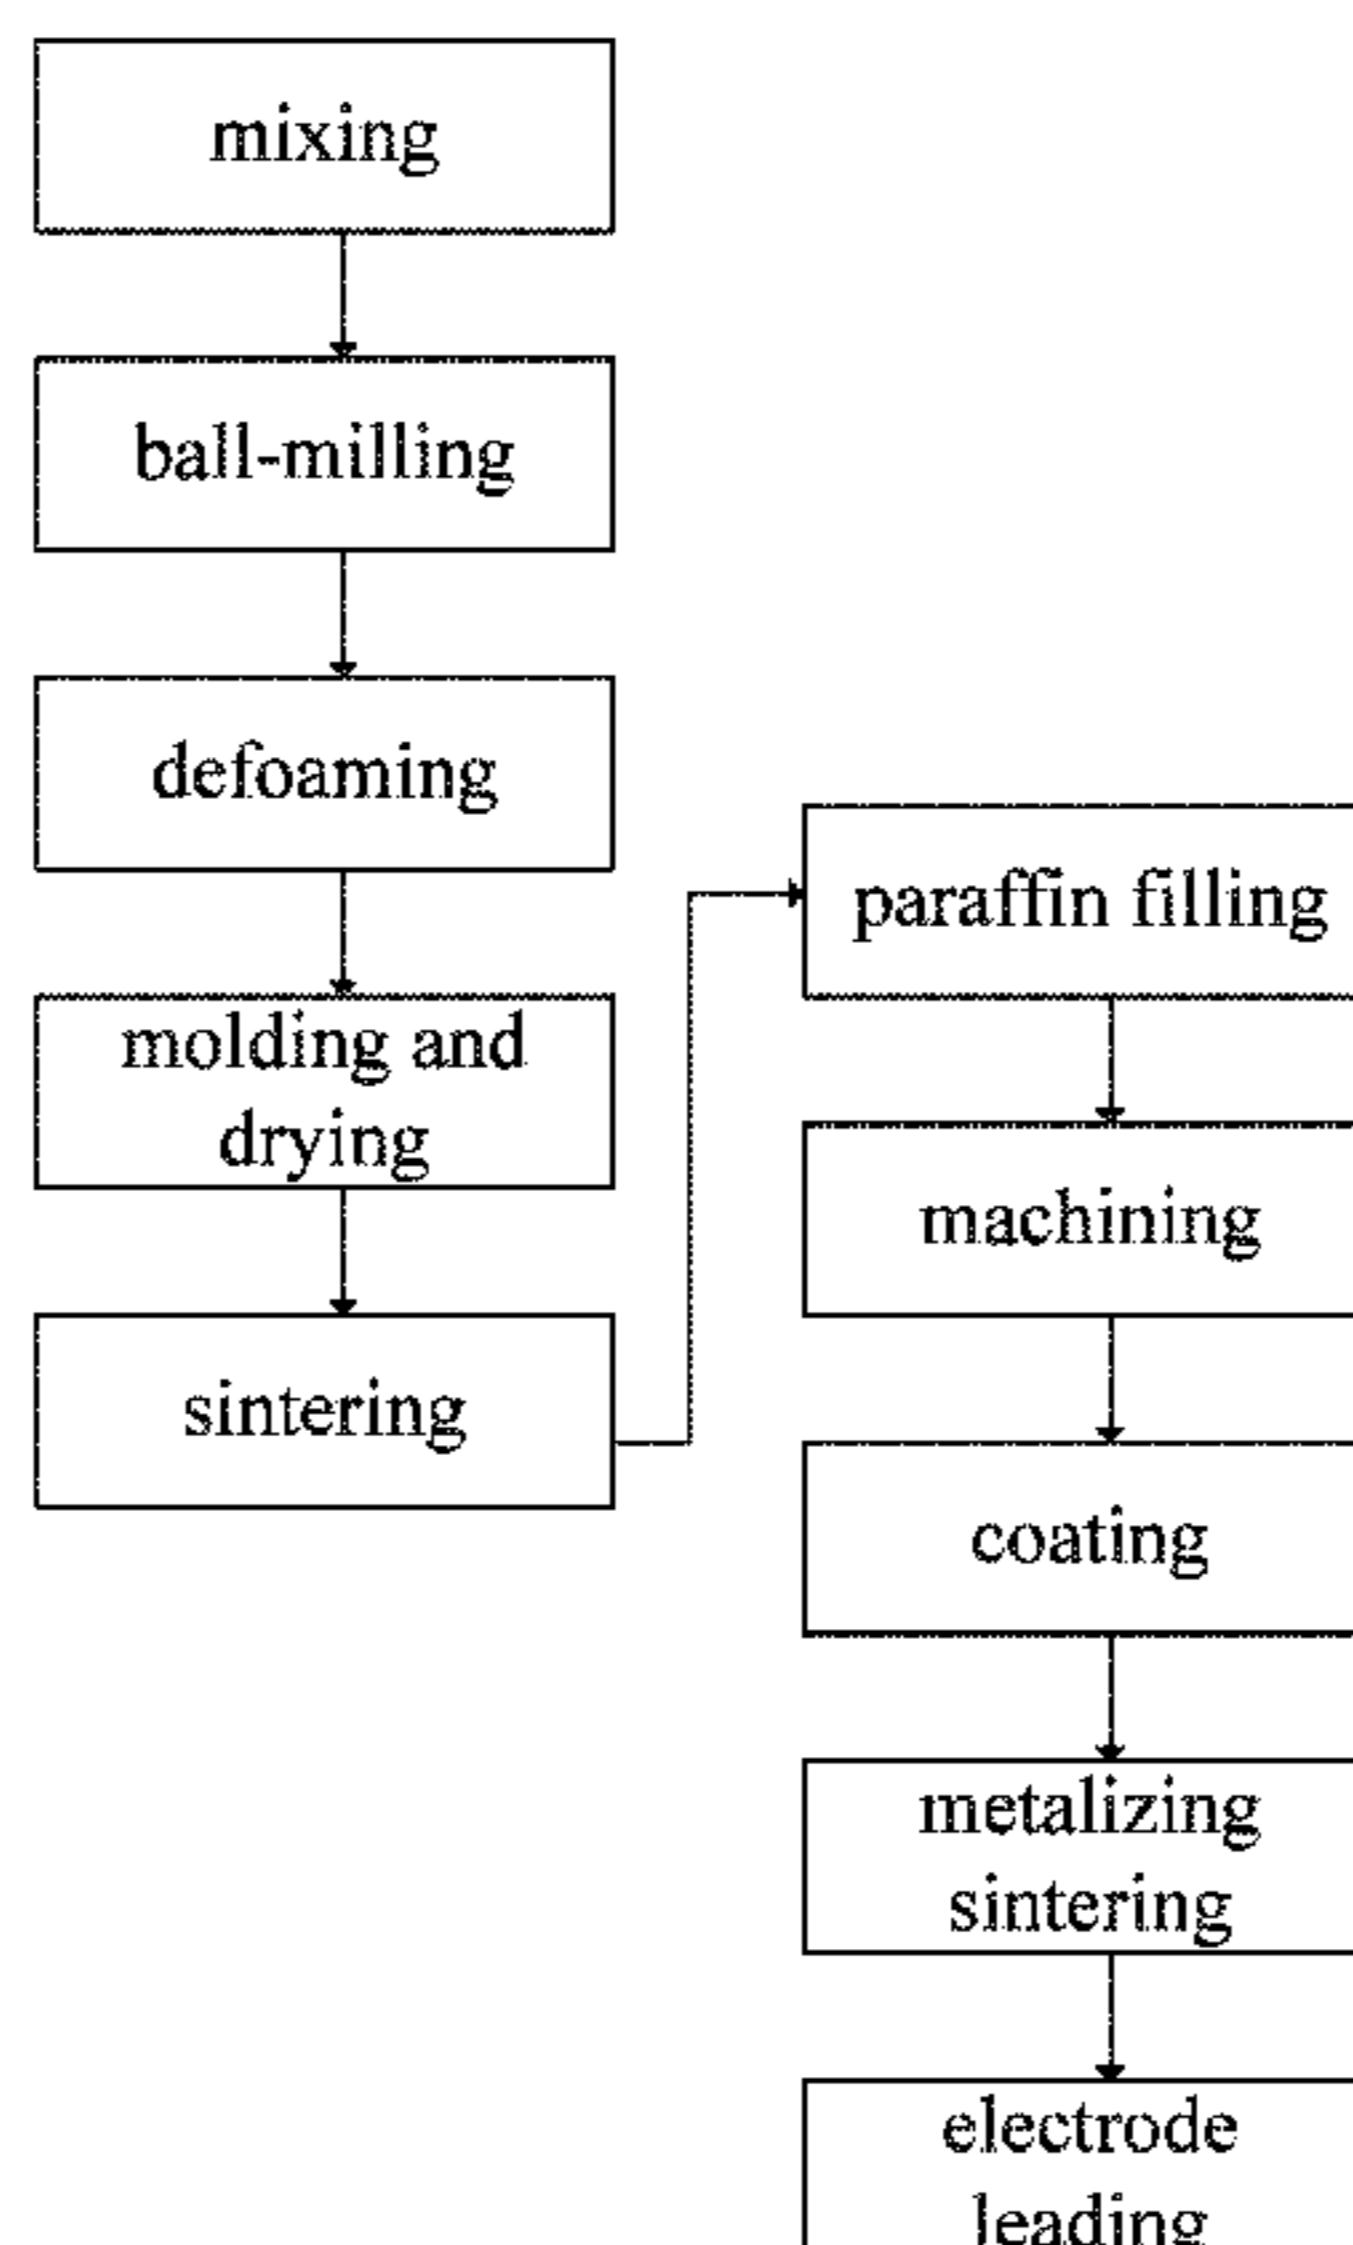 mixing
ball-milling
defoaming
molding and
drying
sintering
paraffin filling
machining
coating
metalizing
sintering
electrode
leading